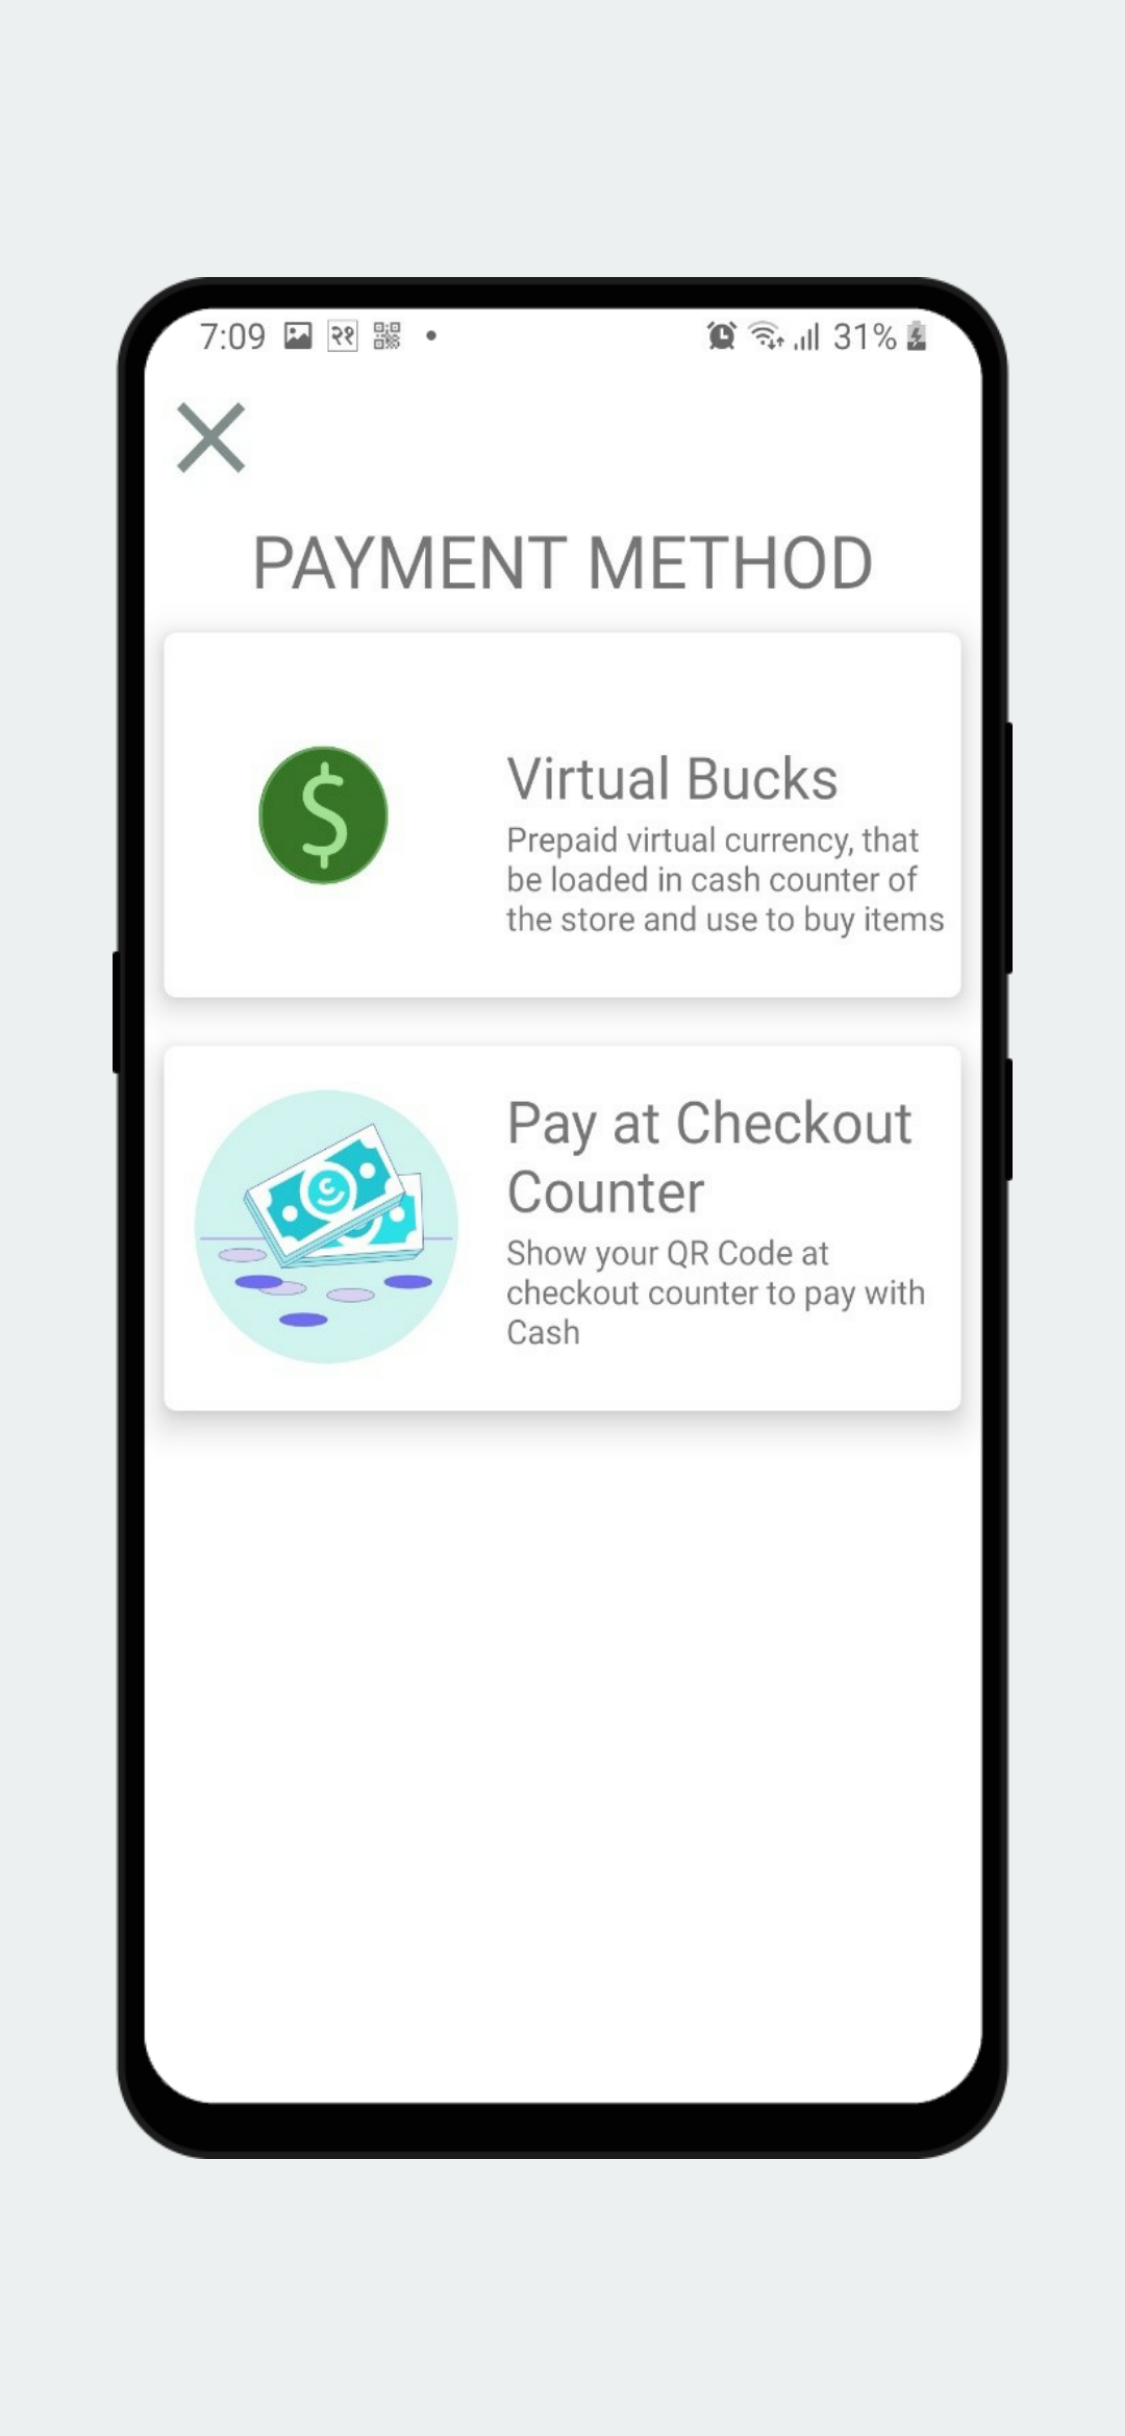 7:09 २१ 31%
PAYMENT METHOD
Virtual Bucks
Prepaid virtual currency, that
be loaded in cash counter of
the store and use to buy items
Pay at Checkout
Counter
Show your QR Code at
checkout counter to pay with
Cash